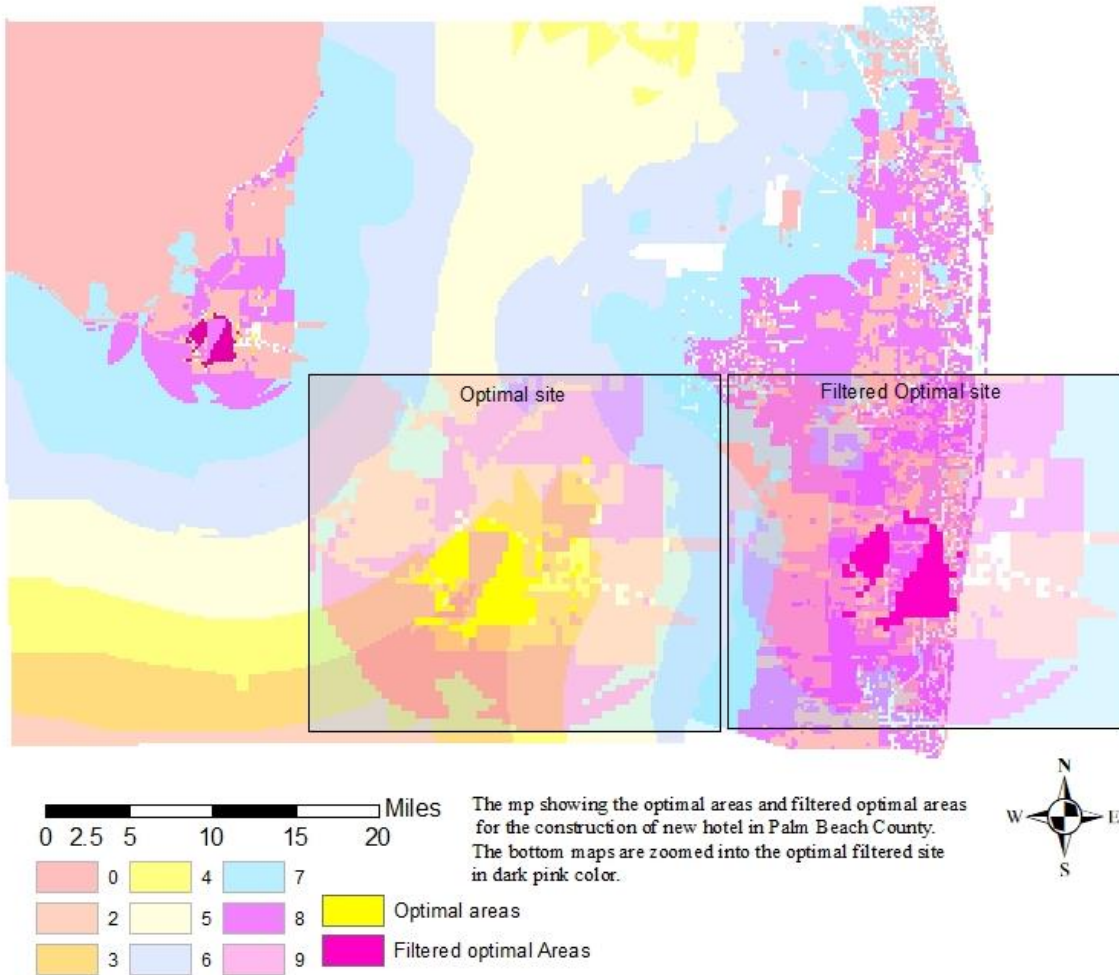 Optimal site
Filtered Optimal site
Miles
0 2.5 5 10 15 20
The mp showing the optimal areas and filtered optimal areas
for the construction of new hotel in Palm Beach County.
The bottom maps are zoomed into the optimal filtered site
in dark pink color.
N
W E
S
0 4 7
2 5 8
3 6 9
Optimal areas
Filtered optimal Areas